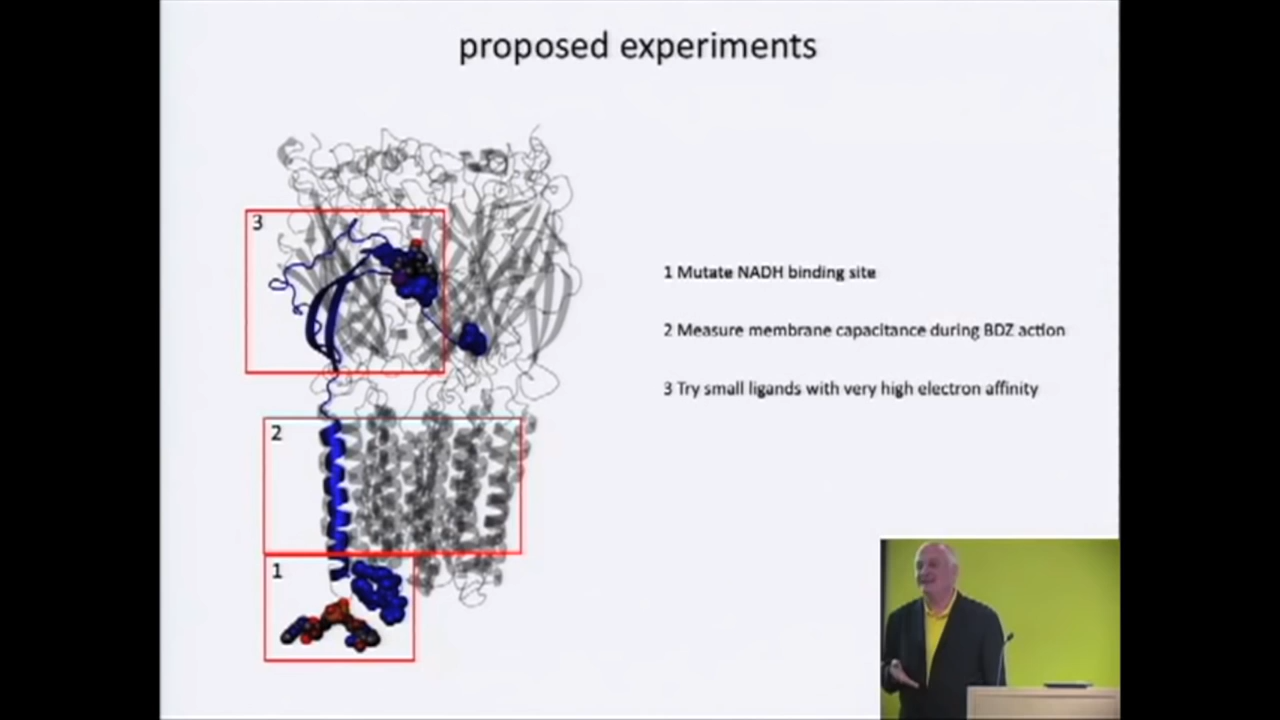 proposed experiments
3
1 Mutate NADH binding site
2 Measure membrane capacitance during BDZ action
3 Try small ligands with very high electron affinity
2
1